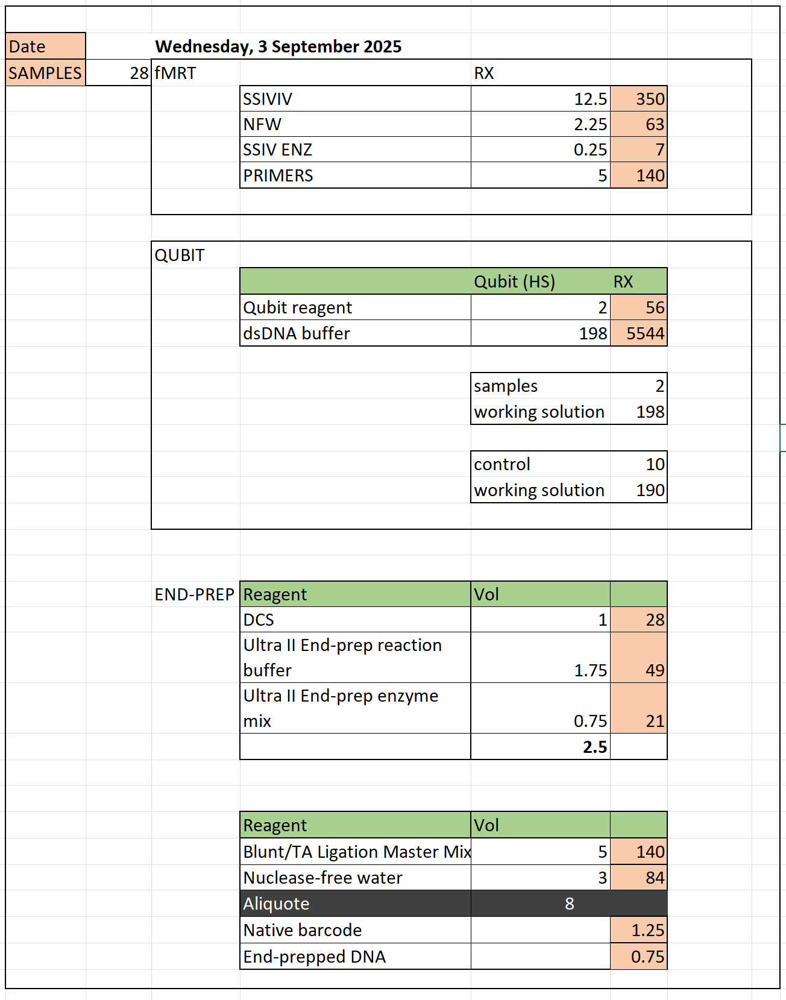 Date Wednesday, 3 September 2025
SAMPLES 28 fMRT RX
SSIVIV 12.5 350
NFW 2.25 63
SSIV ENZ 0.25 7
PRIMERS 5 140
QUBIT
Qubit (HS) RX
Qubit reagent 2 56
dsDNA buffer 198 5544
samples 2
working solution 198
control 10
working solution 190
END-PREP Reagent Vol
DCS 1 28
Ultra II End-prep reaction
buffer 1.75 49
Ultra II End-prep enzyme
mix 0.75 21
2.5
Reagent Vol
Blunt/TA Ligation Master Mix 5 140
Nuclease-free water 3 84
Aliquote 8
Native barcode 1.25
End-prepped DNA 0.75